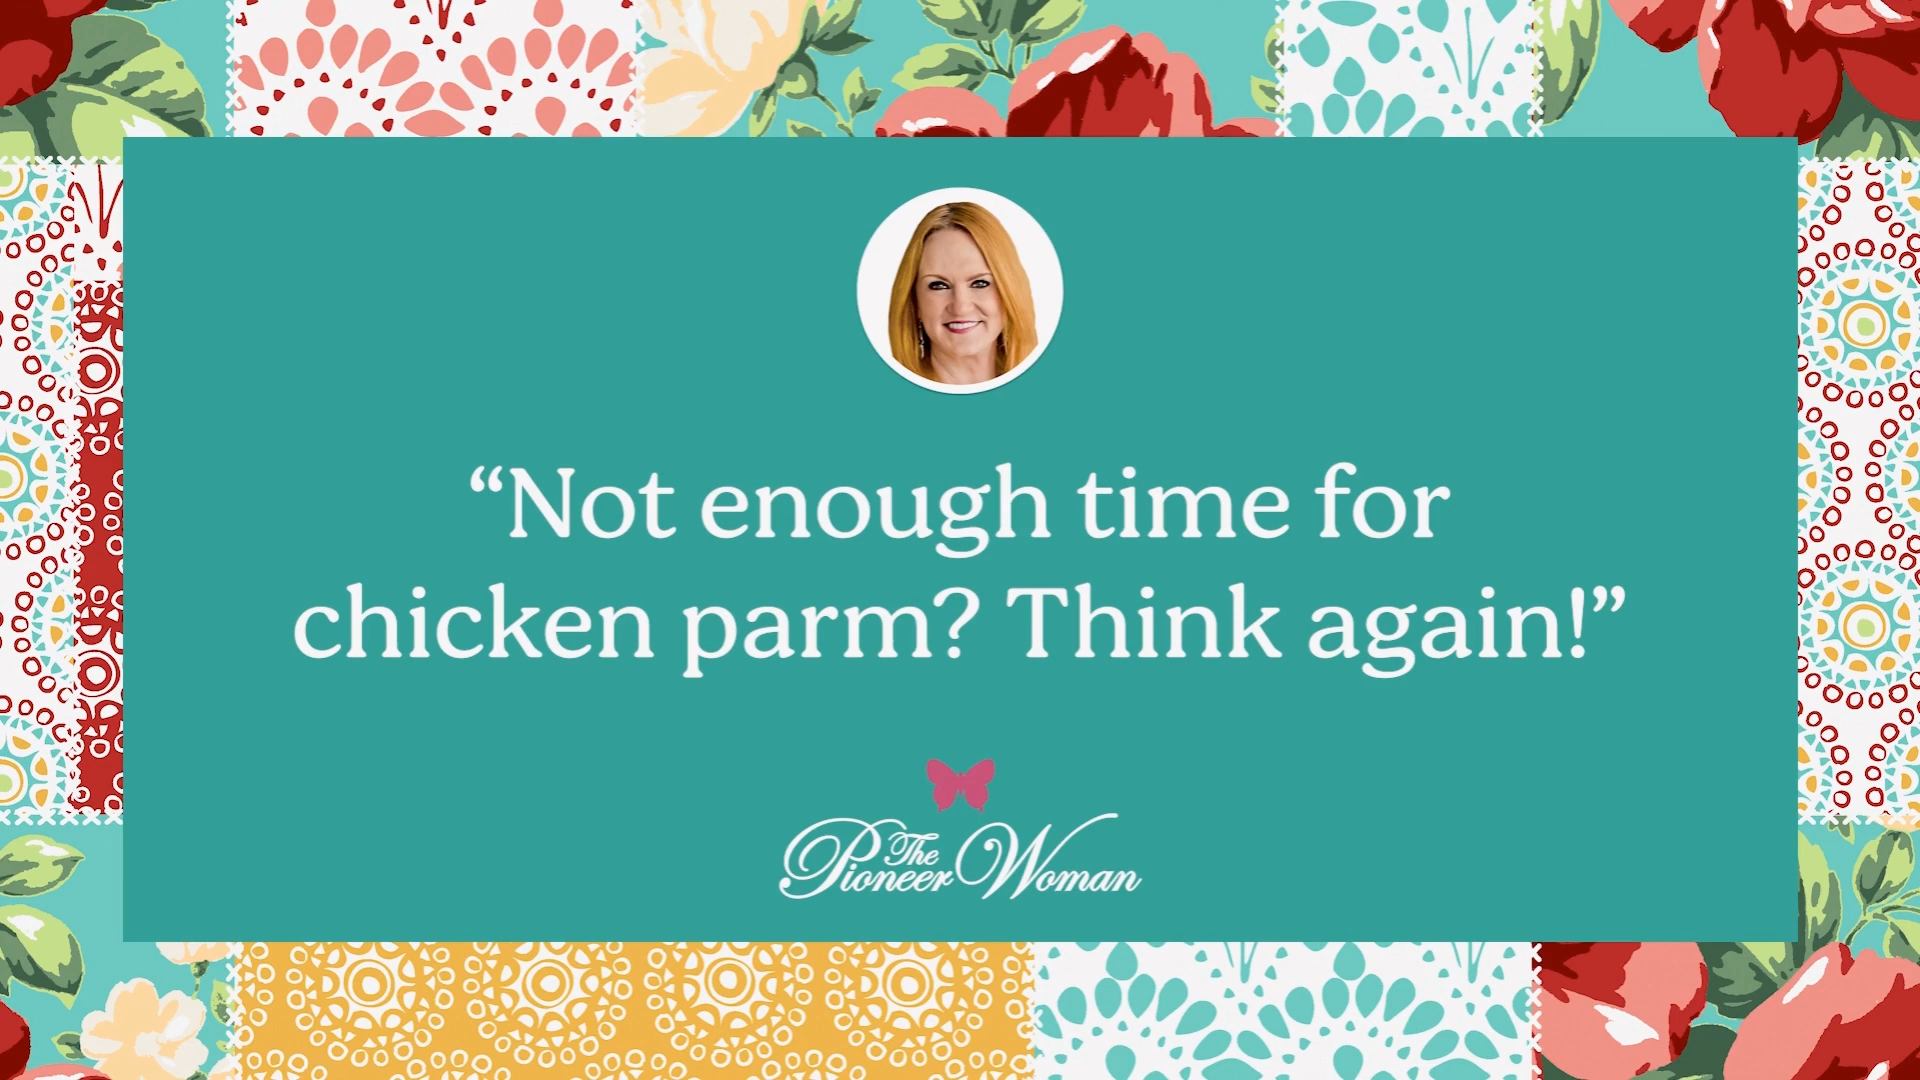 “Not enough time for
chicken parm? Think again!”
The
Pioneer Woman